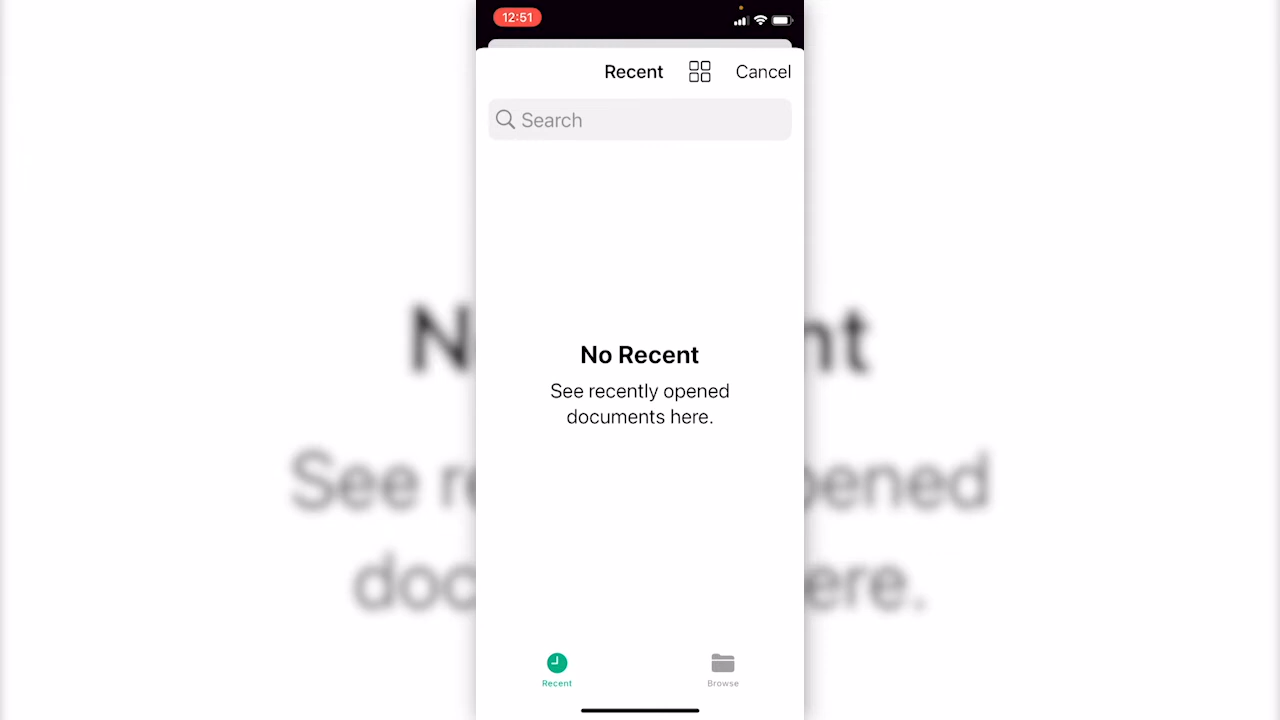 12:51
Recent
Cancel
Search
No Recent
See recently opened
documents here.
Recent
Browse